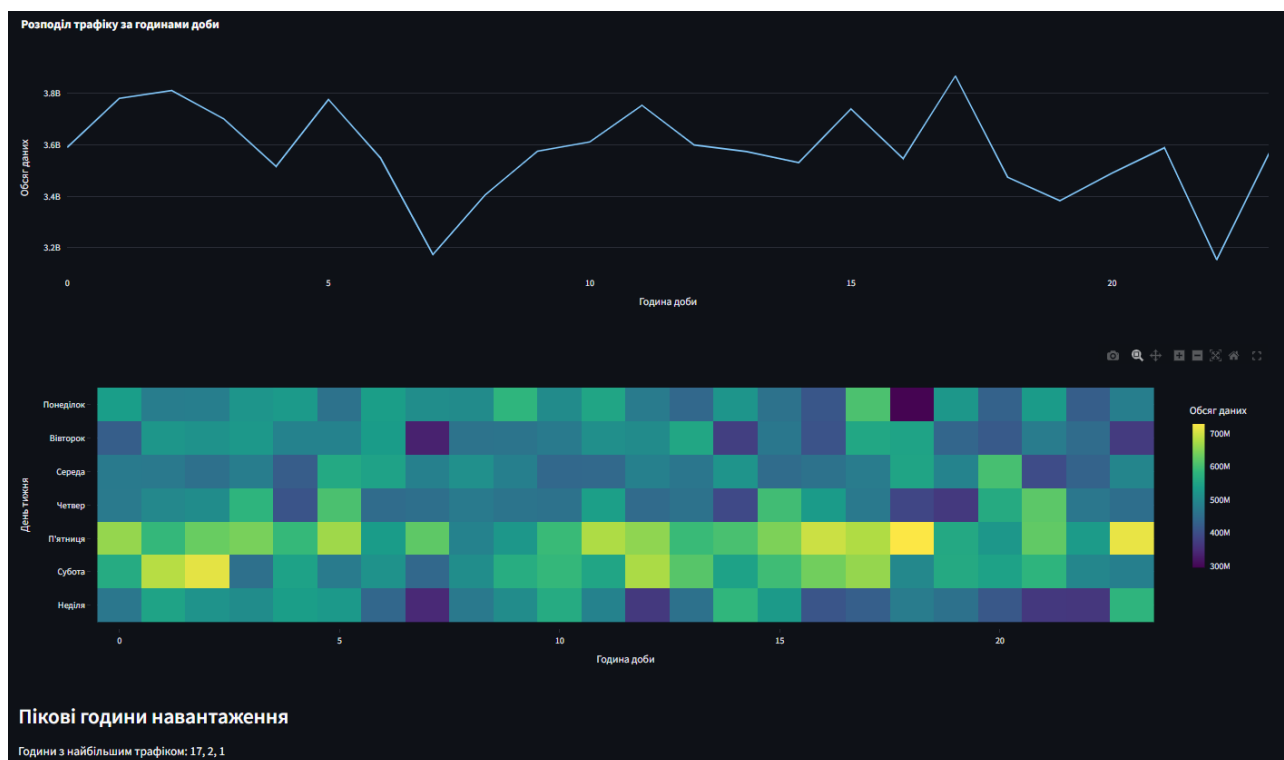 Розподіл трафіку за годинами доби
3.8B
3.6B
3.4B
3.2B
Обсяг даних
0 5 10 15 20
Година доби
Понеділок
Вівторок
Середа
Четвер
П'ятниця
Субота
Неділя
День тижня
0 5 10 15 20
Година доби
Обсяг даних
700M
600M
500M
400M
300M
Пікові години навантаження
Години з найбільшим трафіком: 17, 2, 1